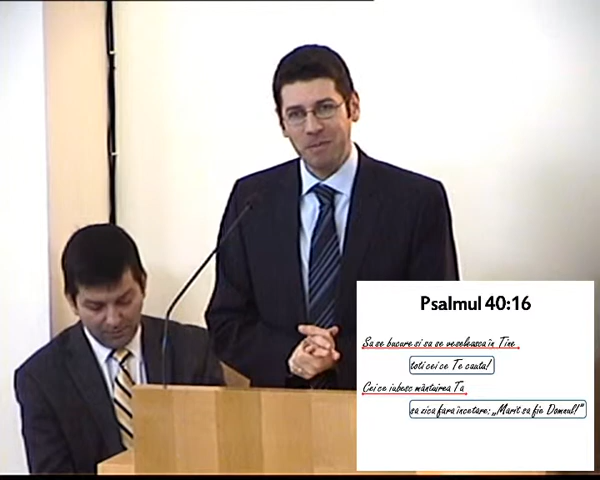 Psalmul 40:16
Sa se bucure si sa se veseleasca in Tine
toti cei ce Te cauta!
Cei ce iubesc mântuirea Ta
sa zica fara incetare: „Marit sa fie Domnul!”